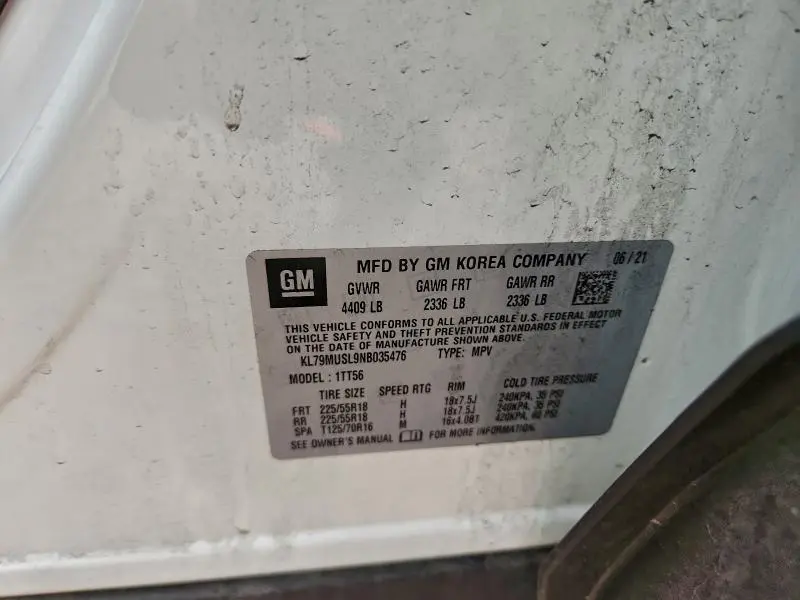 GM
MFD BY GM KOREA COMPANY 06 / 21
GVWR GAWR FRT GAWR RR
4409 LB 2336 LB 2336 LB
THIS VEHICLE CONFORMS TO ALL APPLICABLE U.S. FEDERAL MOTOR
VEHICLE SAFETY AND THEFT PREVENTION STANDARDS IN EFFECT
ON THE DATE OF MANUFACTURE SHOWN ABOVE.
KL79MUSL9NB035476 TYPE: MPV
MODEL : 1TT56
TIRE SIZE SPEED RTG RIM COLD TIRE PRESSURE
FRT 225/55R18 H 18x7.5J 240KPA, 35 PSI
RR 225/55R18 H 18x7.5J 240KPA, 35 PSI
SPA T125/70R16 M 16x4.0BT 420KPA, 60 PSI
SEE OWNER'S MANUAL FOR MORE INFORMATION.